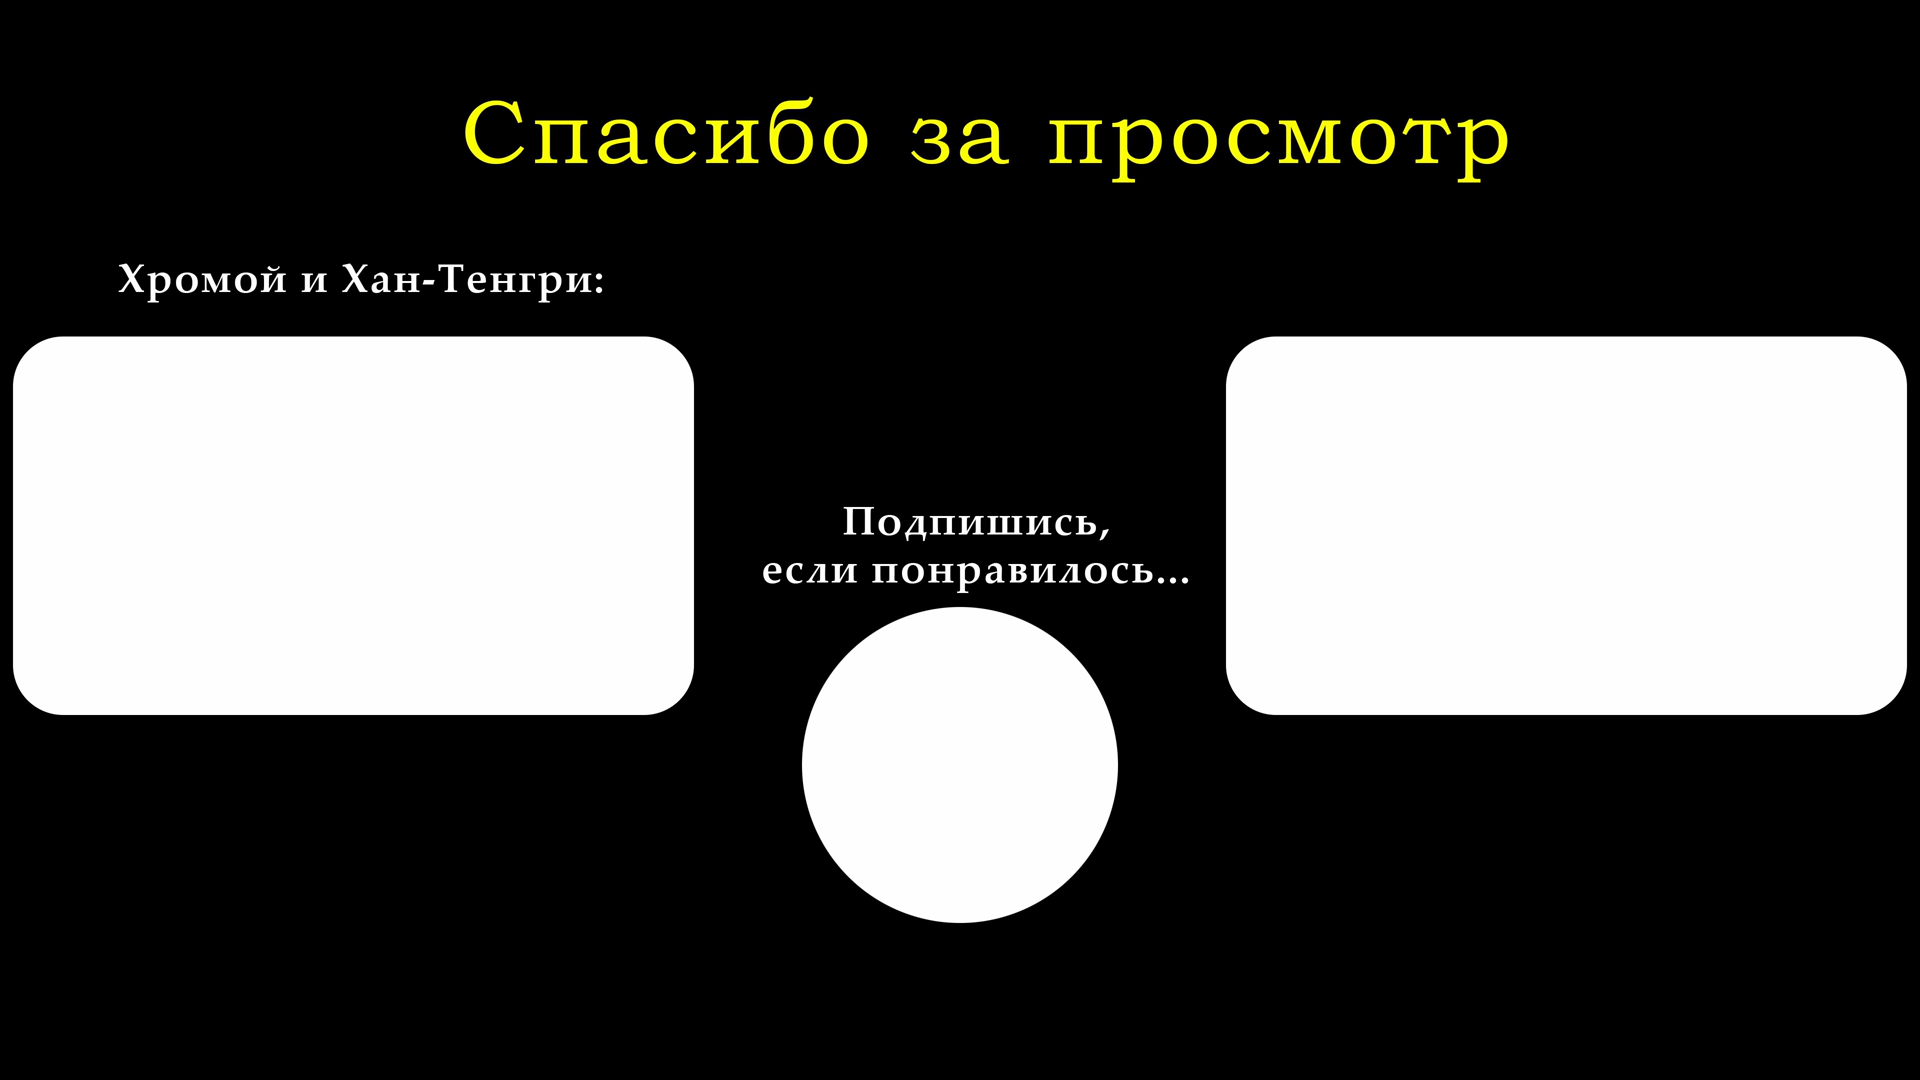 Спасибо за просмотр
Хромой и Хан-Тенгри:
Подпишись,
если понравилось...